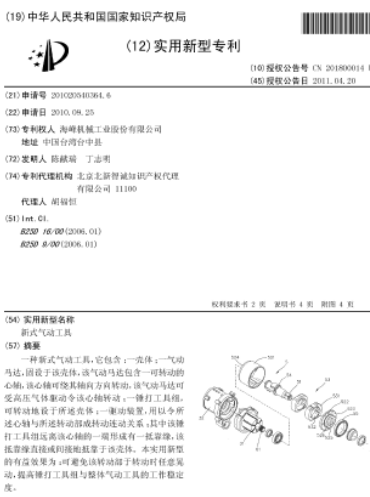 (19)中华人民共和国国家知识产权局
(12)实用新型专利
(10)授权公告号 CN 201800014
(45)授权公告日 2011.04.20
(21)申请号 201020540364.6
(22)申请日 2010.09.25
(73)专利权人 海峰机械工业股份有限公司
地址 中国台湾台中县
(72)发明人 陈献瑞 丁志明
(74)专利代理机构 北京北新智诚知识产权代理
有限公司 11100
代理人 胡福恒
(51)Int.Cl.
B25D 16/00(2006.01)
B25D 9/00(2006.01)
权利要求书 2 页 说明书 4 页 附图 4 页
(54)实用新型名称
新式气动工具
(57)摘要
一种新式气动工具,它包含:一壳体;一气动
马达,固设于该壳体,该气动马达包含一可转动的
心轴,该心轴可绕其轴向方向转动,该气动马达可
受高压气体驱动令该心轴转动;一锤打工具组,
可转动地设于所述壳体;一驱动装置,用以令所
述心轴与所述转动部或转动连动关系;其中该锤
打工具组远离该心轴的一端形成有一抵靠缘,该
抵靠缘直接或间接地抵靠于该壳体。本实用新型
的有益效果为:可避免该转动部于转动时任意晃
动,提高锤打工具组与整体气动工具的工作稳定
度。